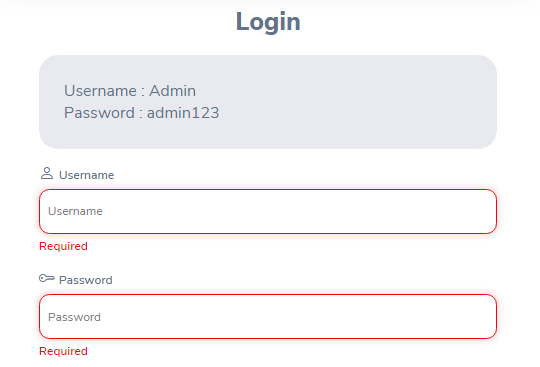 Login
Username : Admin
Password : admin123
Username
Username
Required
Password
Password
Required